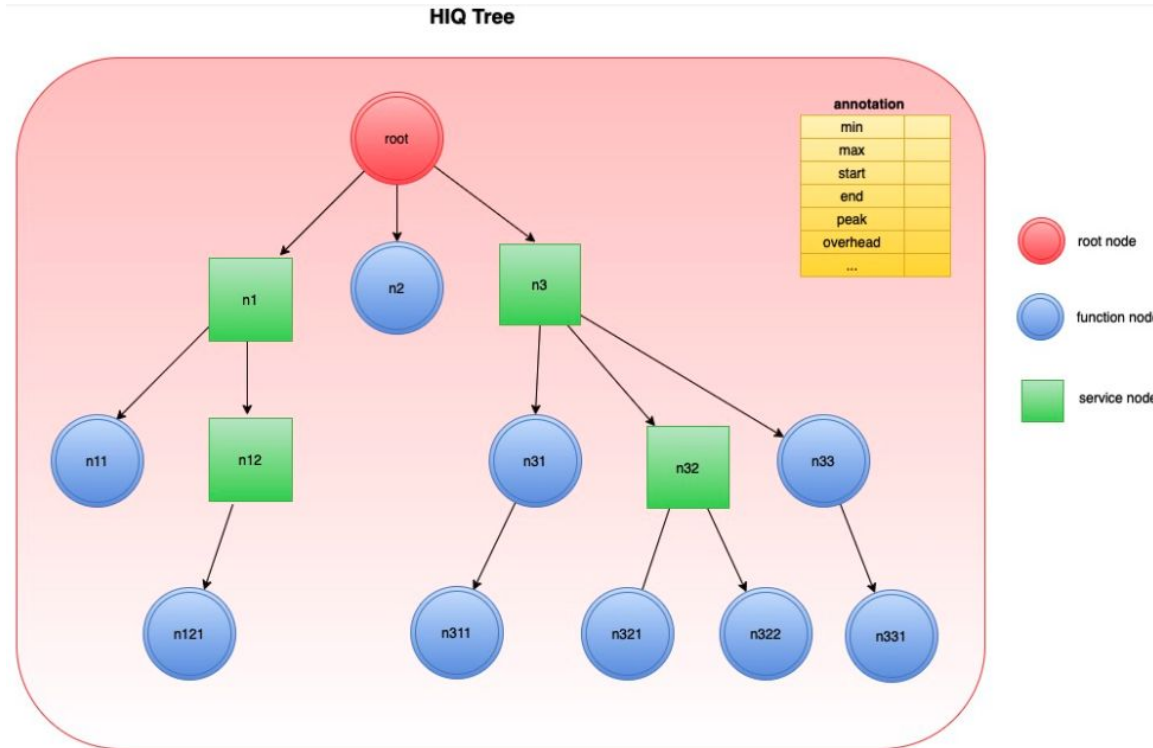 HIQ Tree
annotation
min
max
start
end
peak
overhead
...
root
n1
n2
n3
n11
n12
n31
n32
n33
n121
n311
n321
n322
n331
root node
function node
service node